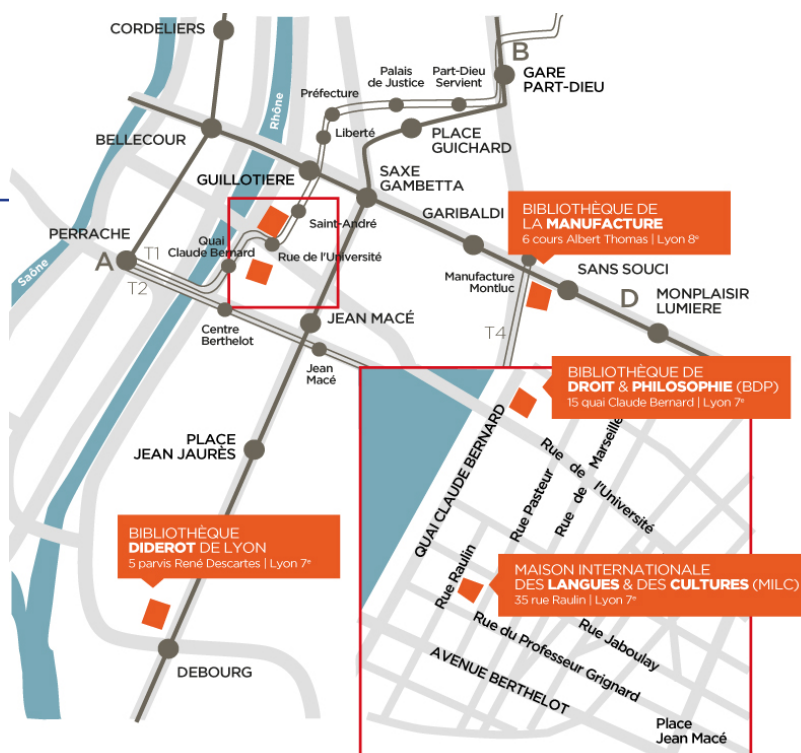 CORDELIERS
B
Palais
de Justice
Part-Dieu
Servient
GARE
PART-DIEU
Préfecture
Rhône
BELLECOUR
Liberté
PLACE
GUICHARD
GUILLOTIERE
SAXE
GAMBETTA
BIBLIOTHÈQUE DE
LA MANUFACTURE
6 cours Albert Thomas | Lyon 8e
GARIBALDI
Saint-André
PERRACHE
A
T1
T2
Quai
Claude Bernard
Rue de l'Université
Saône
Manufacture
Montluc
SANS SOUCI
D
MONPLAISIR
LUMIERE
Centre
Berthelot
JEAN MACÉ
T4
Jean
Macé
BIBLIOTHÈQUE DE
DROIT & PHILOSOPHIE (BDP)
15 quai Claude Bernard | Lyon 7e
PLACE
JEAN JAURÈS
QUAI CLAUDE BERNARD
Rue Pasteur
Rue de Marseille
Rue de l'Université
BIBLIOTHÈQUE
DIDEROT DE LYON
5 parvis René Descartes | Lyon 7e
Rue Raulin
MAISON INTERNATIONALE
DES LANGUES & DES CULTURES (MILC)
35 rue Raulin | Lyon 7e
Rue Jaboulay
Rue du Professeur Grignard
AVENUE BERTHELOT
DEBOURG
Place
Jean Macé